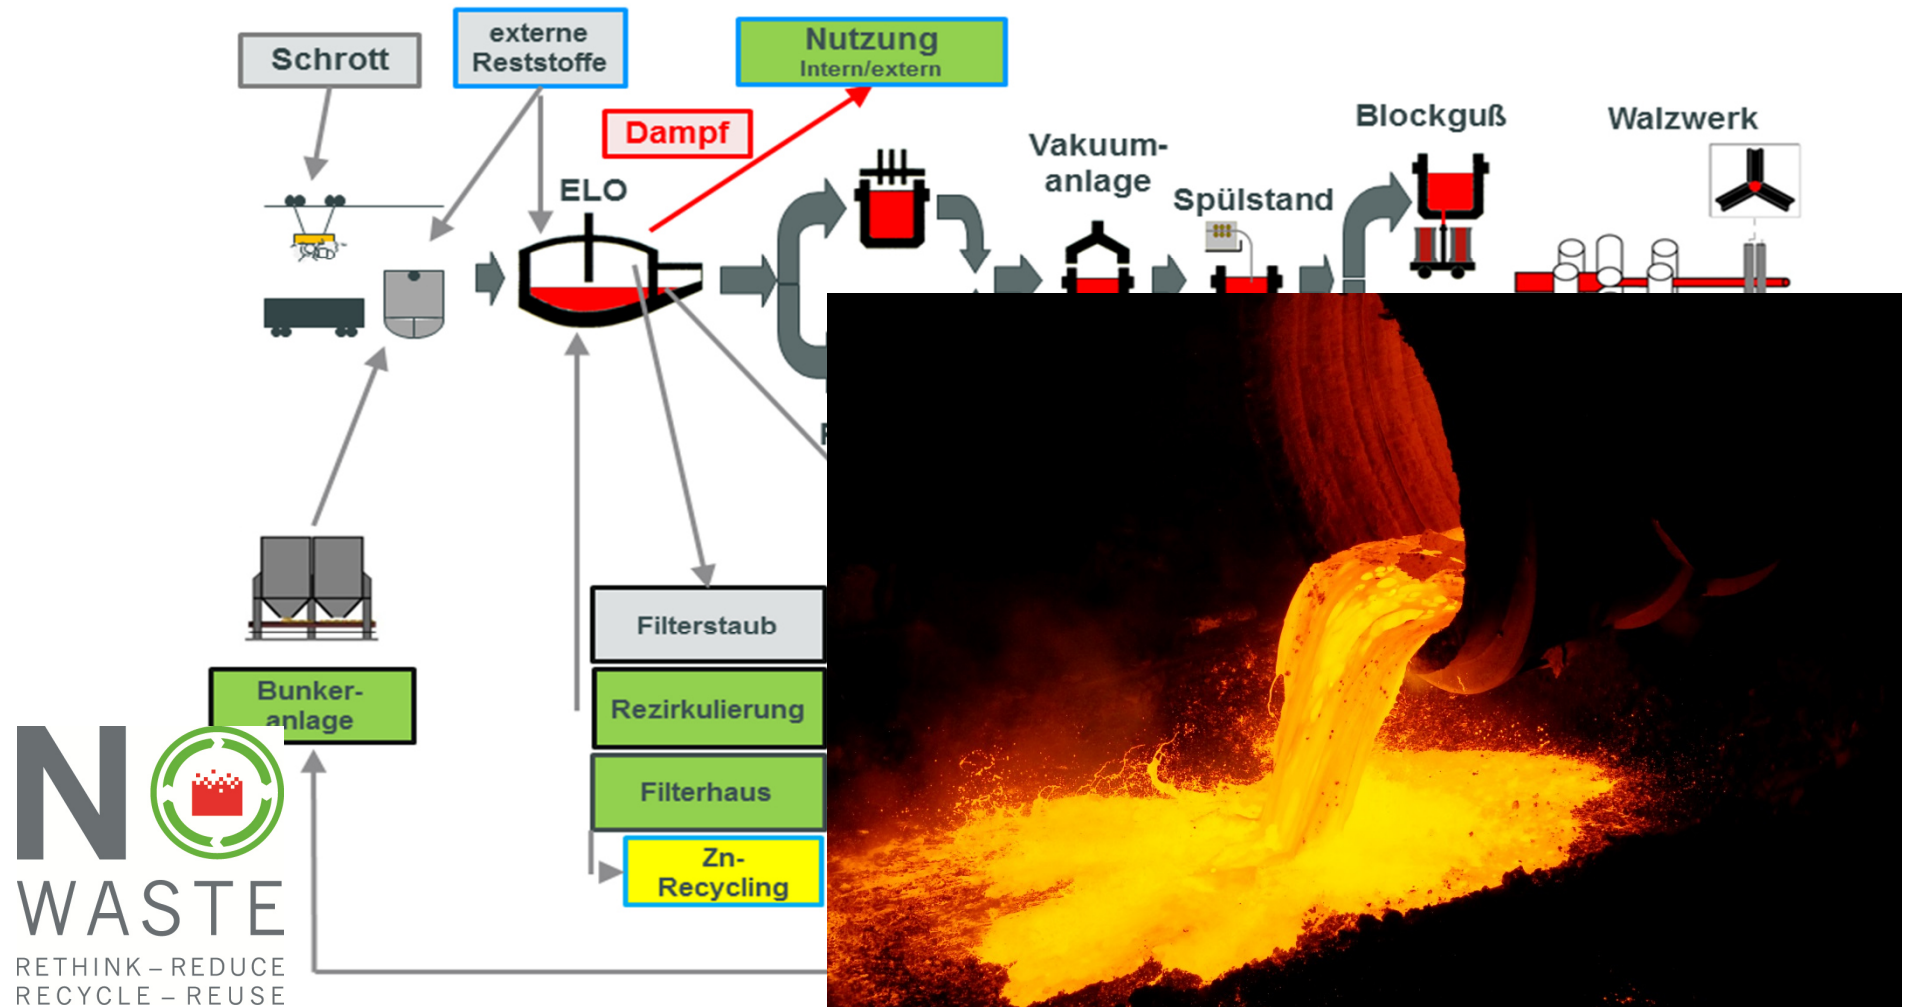 Schrott
externe
Reststoffe
Nutzung
Intern/extern
Dampf
ELO
Vakuum-
anlage
Spülstand
Blockguß
Walzwerk
Filterstaub
Rezirkulierung
Filterhaus
Zn-
Recycling
Bunker-
anlage
NO
WASTE
RETHINK – REDUCE
RECYCLE – REUSE